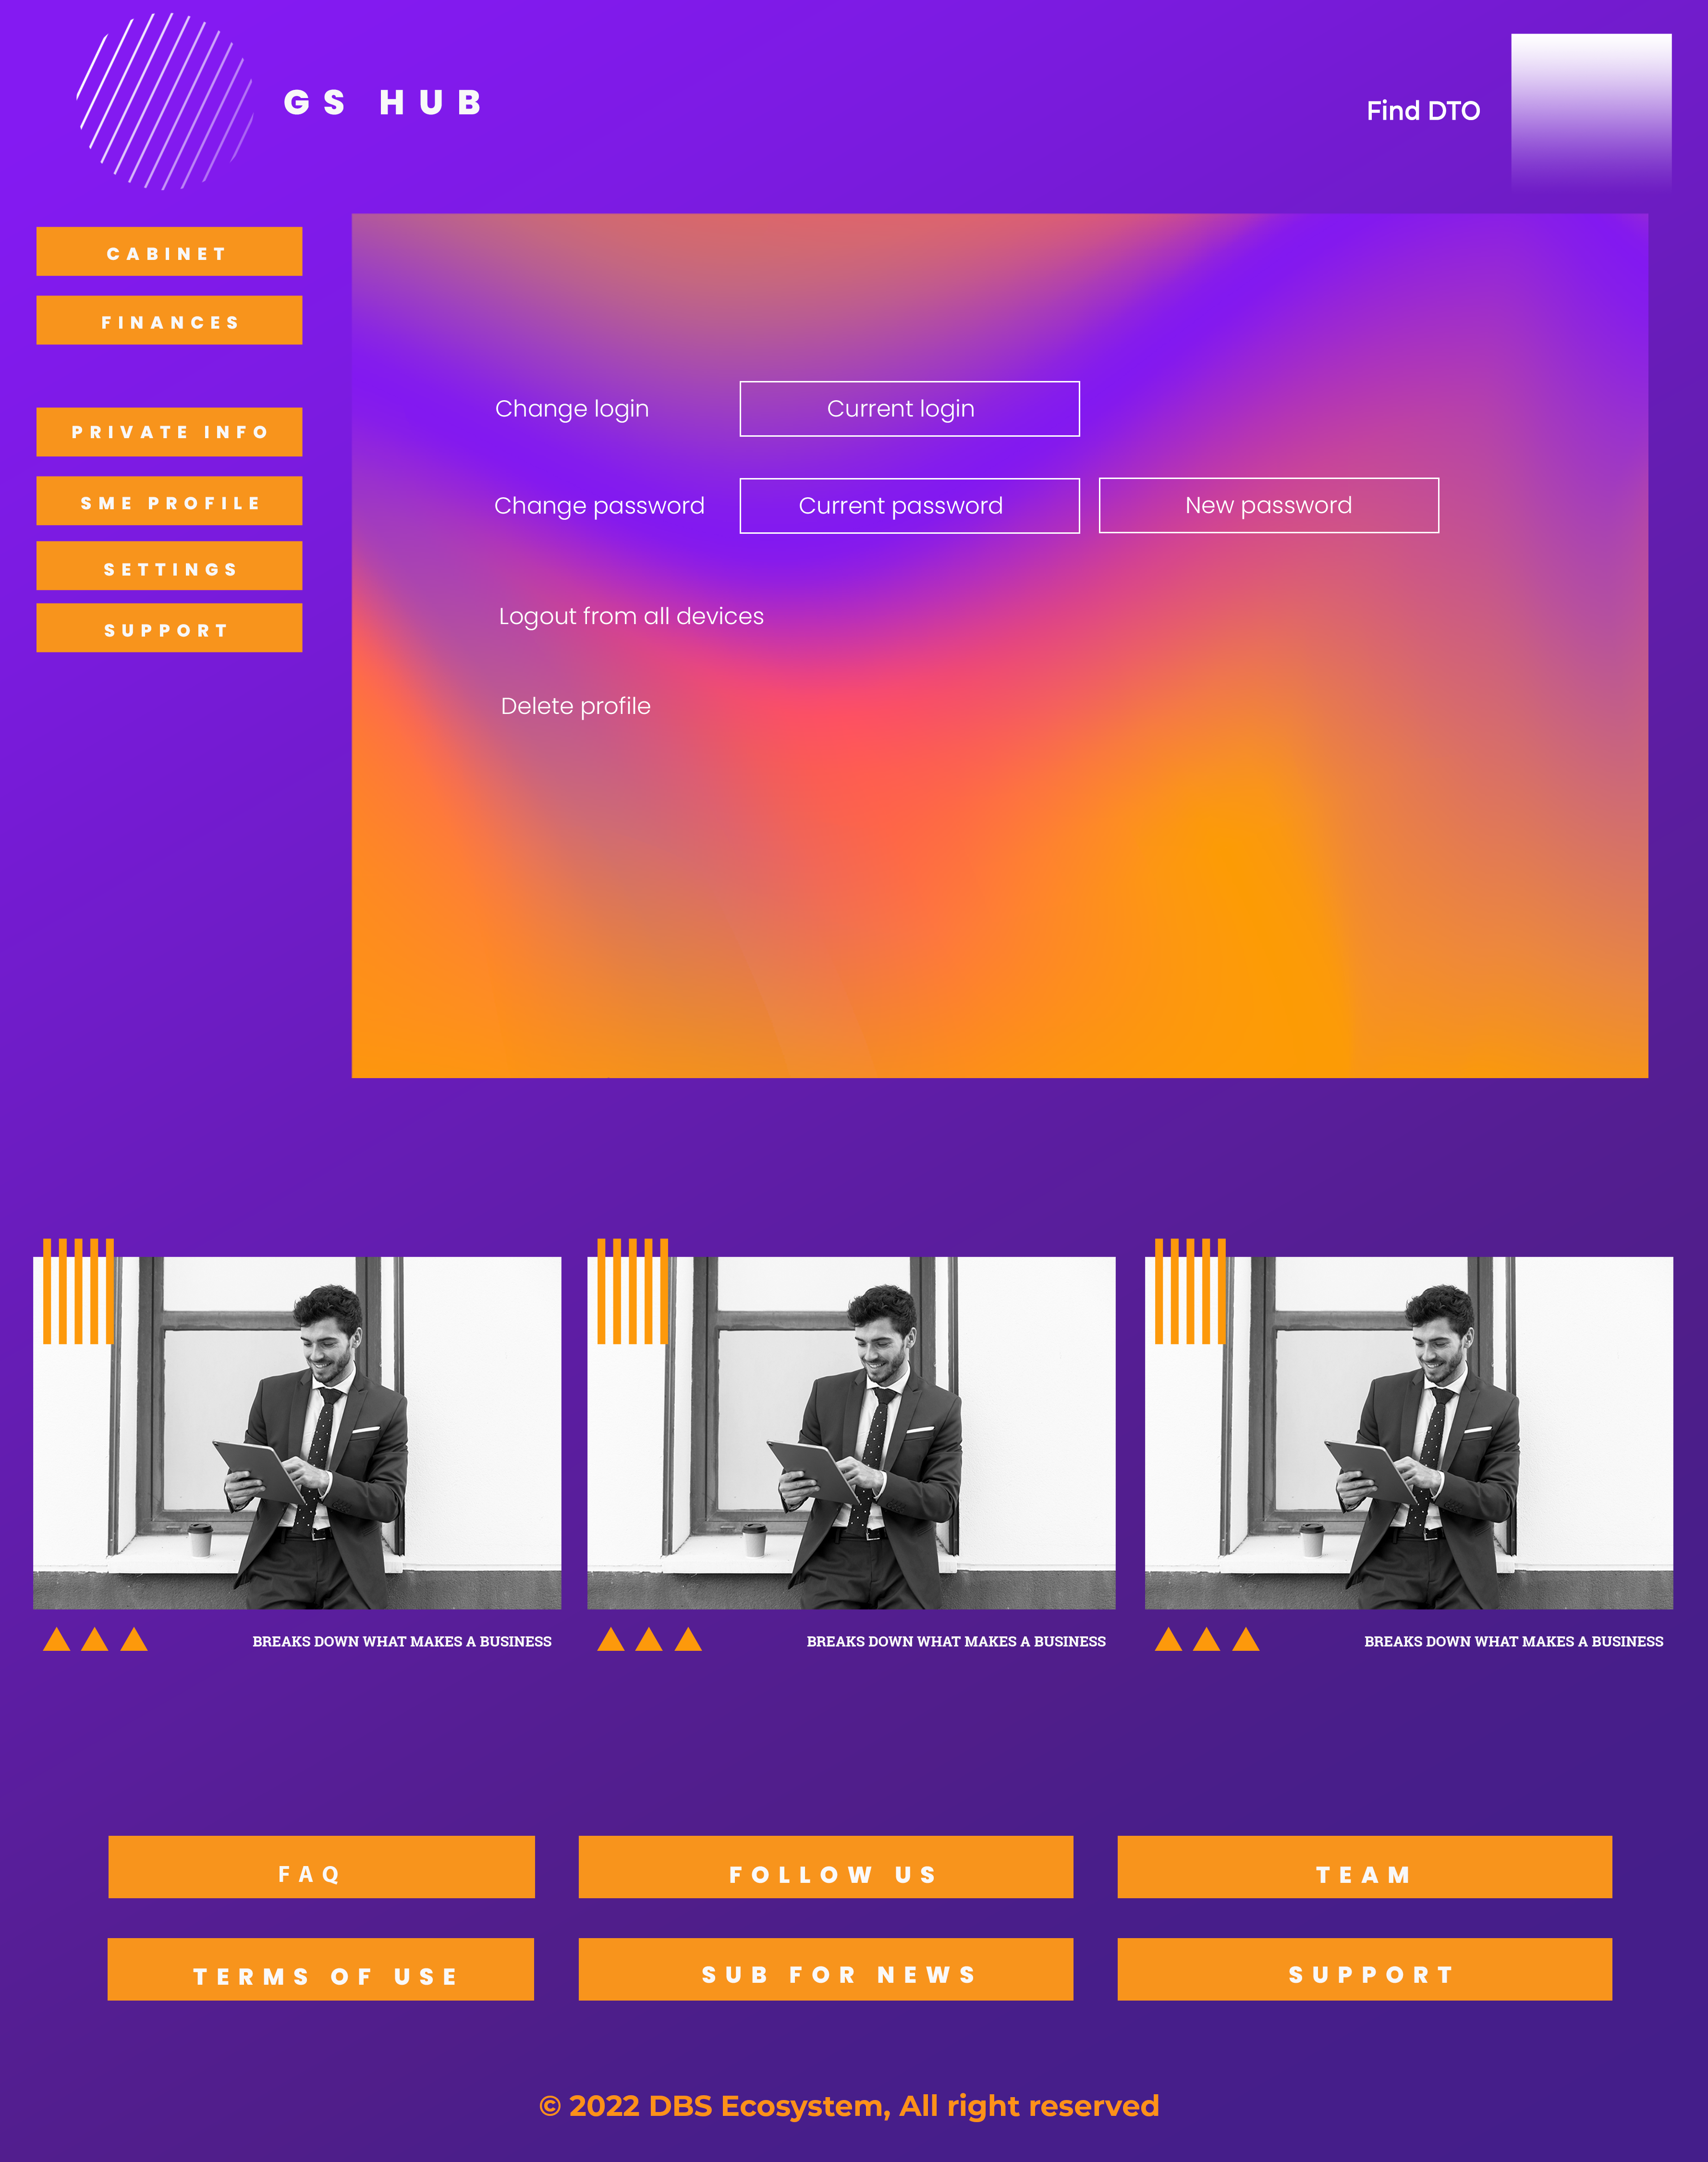 GS HUB
Find DTO
CABINET
FINANCES
PRIVATE INFO
SME PROFILE
SETTINGS
SUPPORT
Change login
Current login
Change password
Current password
New password
Logout from all devices
Delete profile
BREAKS DOWN WHAT MAKES A BUSINESS
BREAKS DOWN WHAT MAKES A BUSINESS
BREAKS DOWN WHAT MAKES A BUSINESS
FAQ
FOLLOW US
TEAM
TERMS OF USE
SUB FOR NEWS
SUPPORT
© 2022 DBS Ecosystem, All right reserved